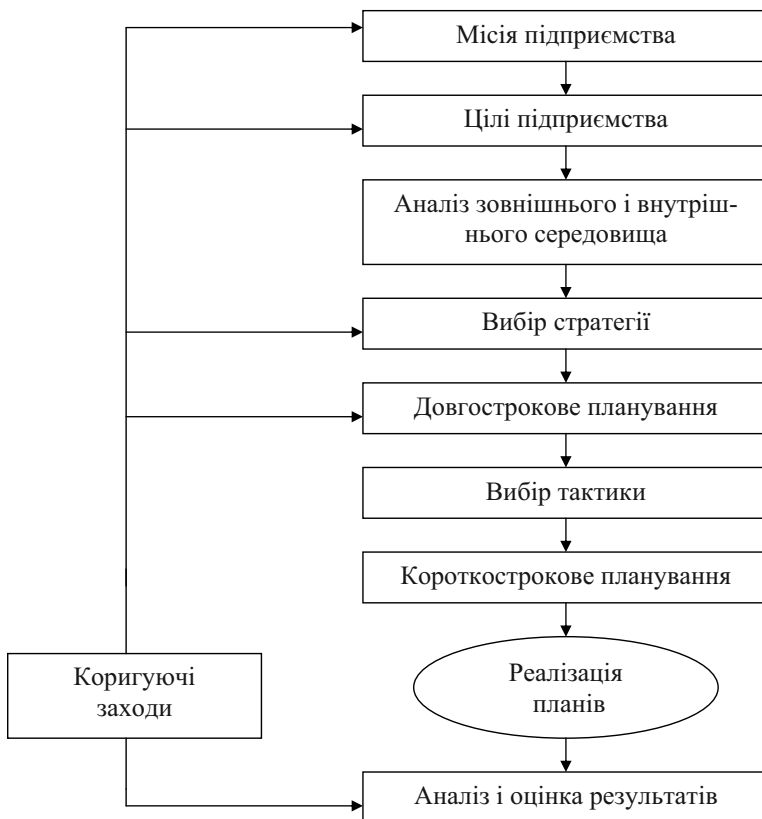 Місія підприємства
Цілі підприємства
Аналіз зовнішнього і внутріш-
нього середовища
Вибір стратегії
Довгострокове планування
Вибір тактики
Короткострокове планування
Коригуючі
заходи
Реалізація
планів
Аналіз і оцінка результатів